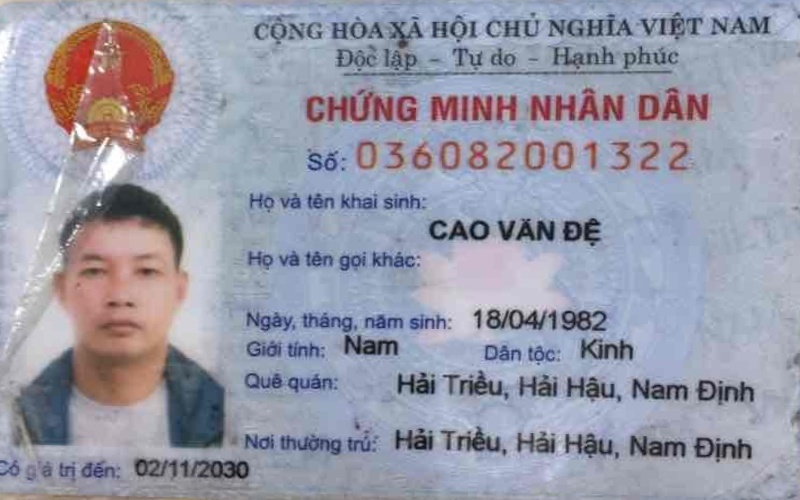 CỘNG HÒA XÃ HỘI CHỦ NGHĨA VIỆT NAM
Độc lập - Tự do - Hạnh phúc
CHỨNG MINH NHÂN DÂN
Số: 036082001322
Họ và tên khai sinh:
CAO VĂN ĐỆ
Họ và tên gọi khác:
Ngày, tháng, năm sinh: 18/04/1982
Giới tính: Nam Dân tộc: Kinh
Quê quán: Hải Triều, Hải Hậu, Nam Định
Nơi thường trú: Hải Triều, Hải Hậu, Nam Định
Có giá trị đến: 02/11/2030